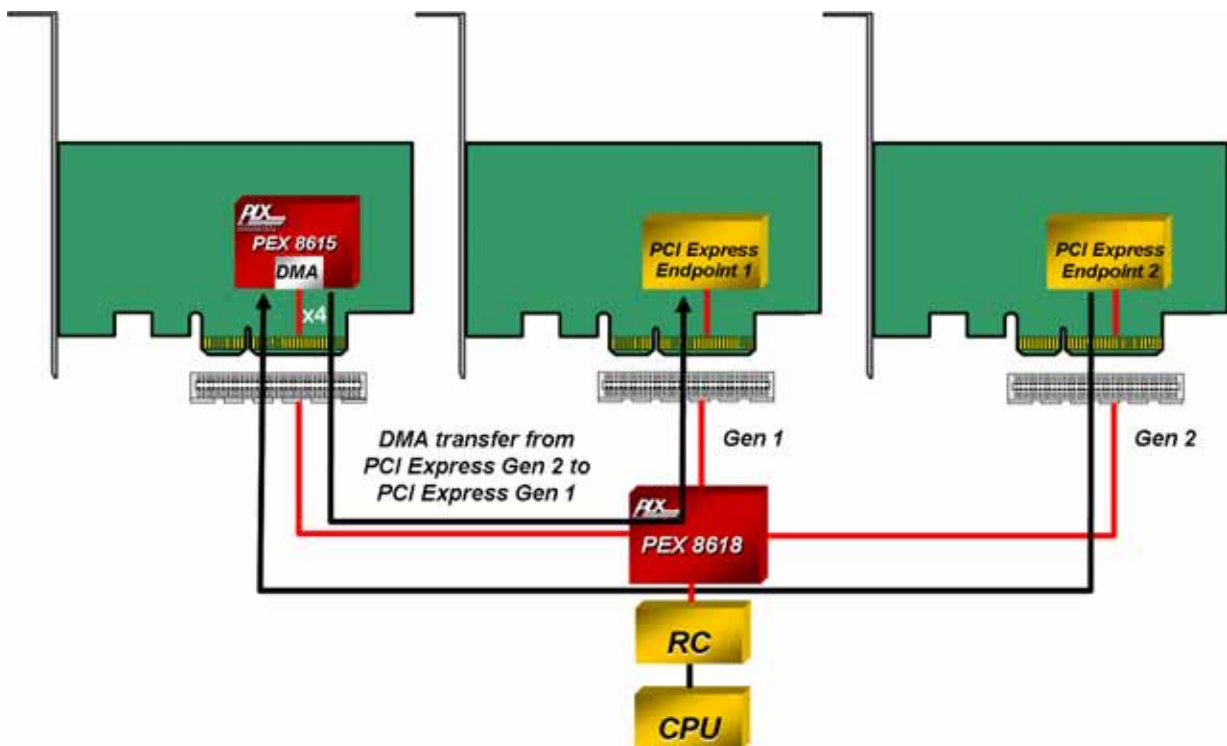 PLX
PEX 8615
DMA
x4
PCI Express
Endpoint 1
PCI Express
Endpoint 2
DMA transfer from
PCI Express Gen 2 to
PCI Express Gen 1
Gen 1
Gen 2
PLX
PEX 8618
RC
CPU